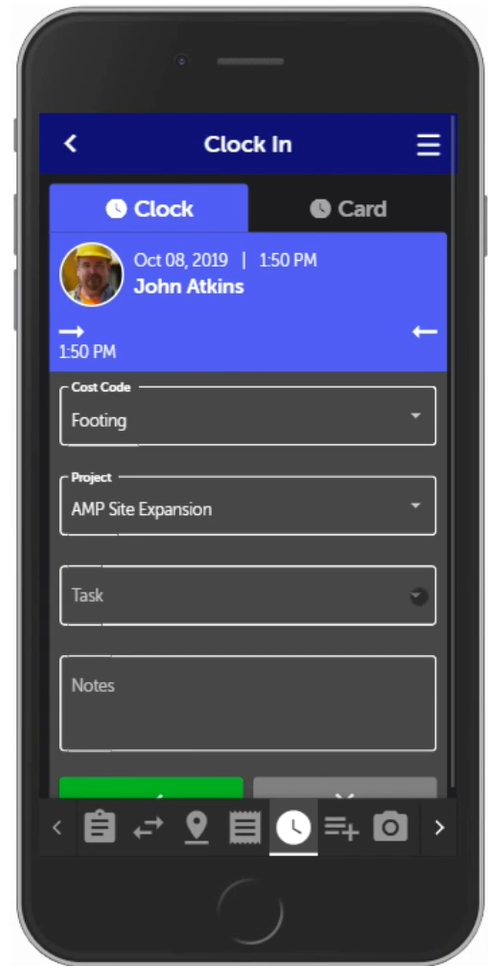 Clock In
Clock Card
Oct 08, 2019 | 1:50 PM
John Atkins
1:50 PM
Cost Code
Footing
Project
AMP Site Expansion
Task
Notes